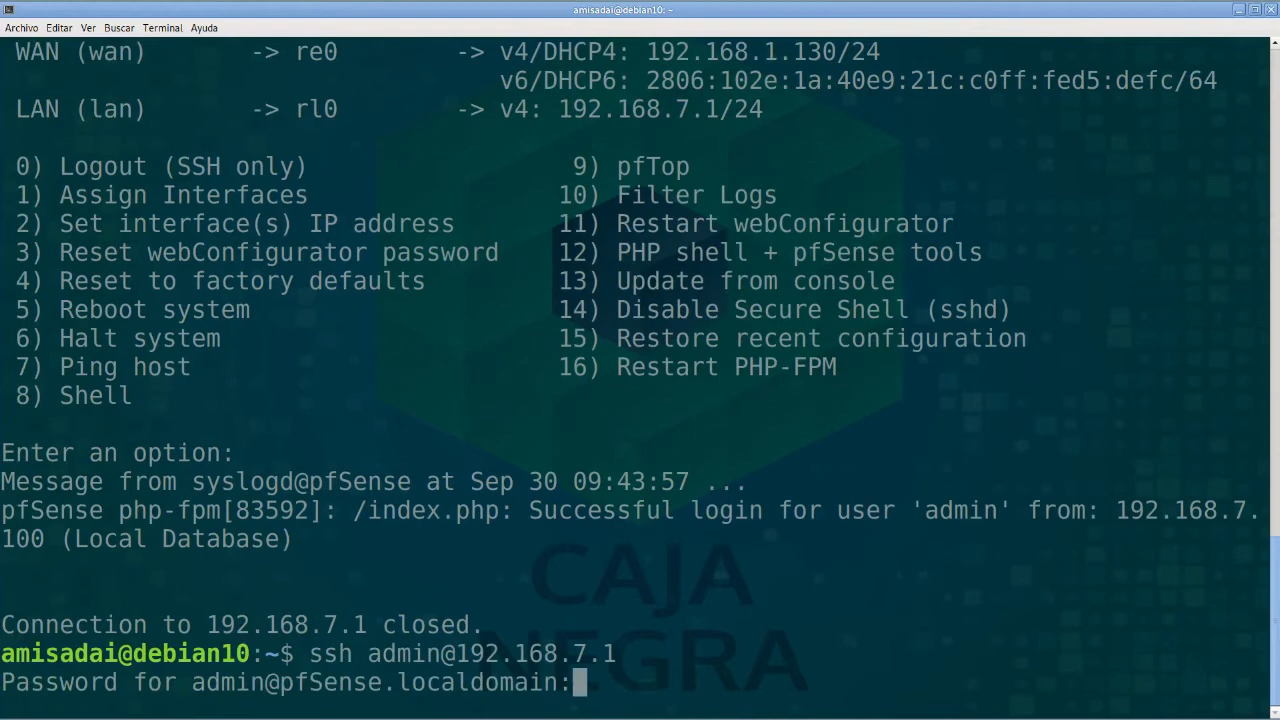 amisadai@debian10: ~
Archivo Editar Ver Buscar Terminal Ayuda
WAN (wan) -> re0 -> v4/DHCP4: 192.168.1.130/24
v6/DHCP6: 2806:102e:1a:40e9:21c:c0ff:fed5:defc/64
LAN (lan) -> rl0 -> v4: 192.168.7.1/24
0) Logout (SSH only) 9) pfTop
1) Assign Interfaces 10) Filter Logs
2) Set interface(s) IP address 11) Restart webConfigurator
3) Reset webConfigurator password 12) PHP shell + pfSense tools
4) Reset to factory defaults 13) Update from console
5) Reboot system 14) Disable Secure Shell (sshd)
6) Halt system 15) Restore recent configuration
7) Ping host 16) Restart PHP-FPM
8) Shell
Enter an option:
Message from syslogd@pfSense at Sep 30 09:43:57 ...
pfSense php-fpm[83592]: /index.php: Successful login for user 'admin' from: 192.168.7.
100 (Local Database)
Connection to 192.168.7.1 closed.
amisadai@debian10:~$ ssh admin@192.168.7.1
Password for admin@pfSense.localdomain:
CAJA
NEGRA